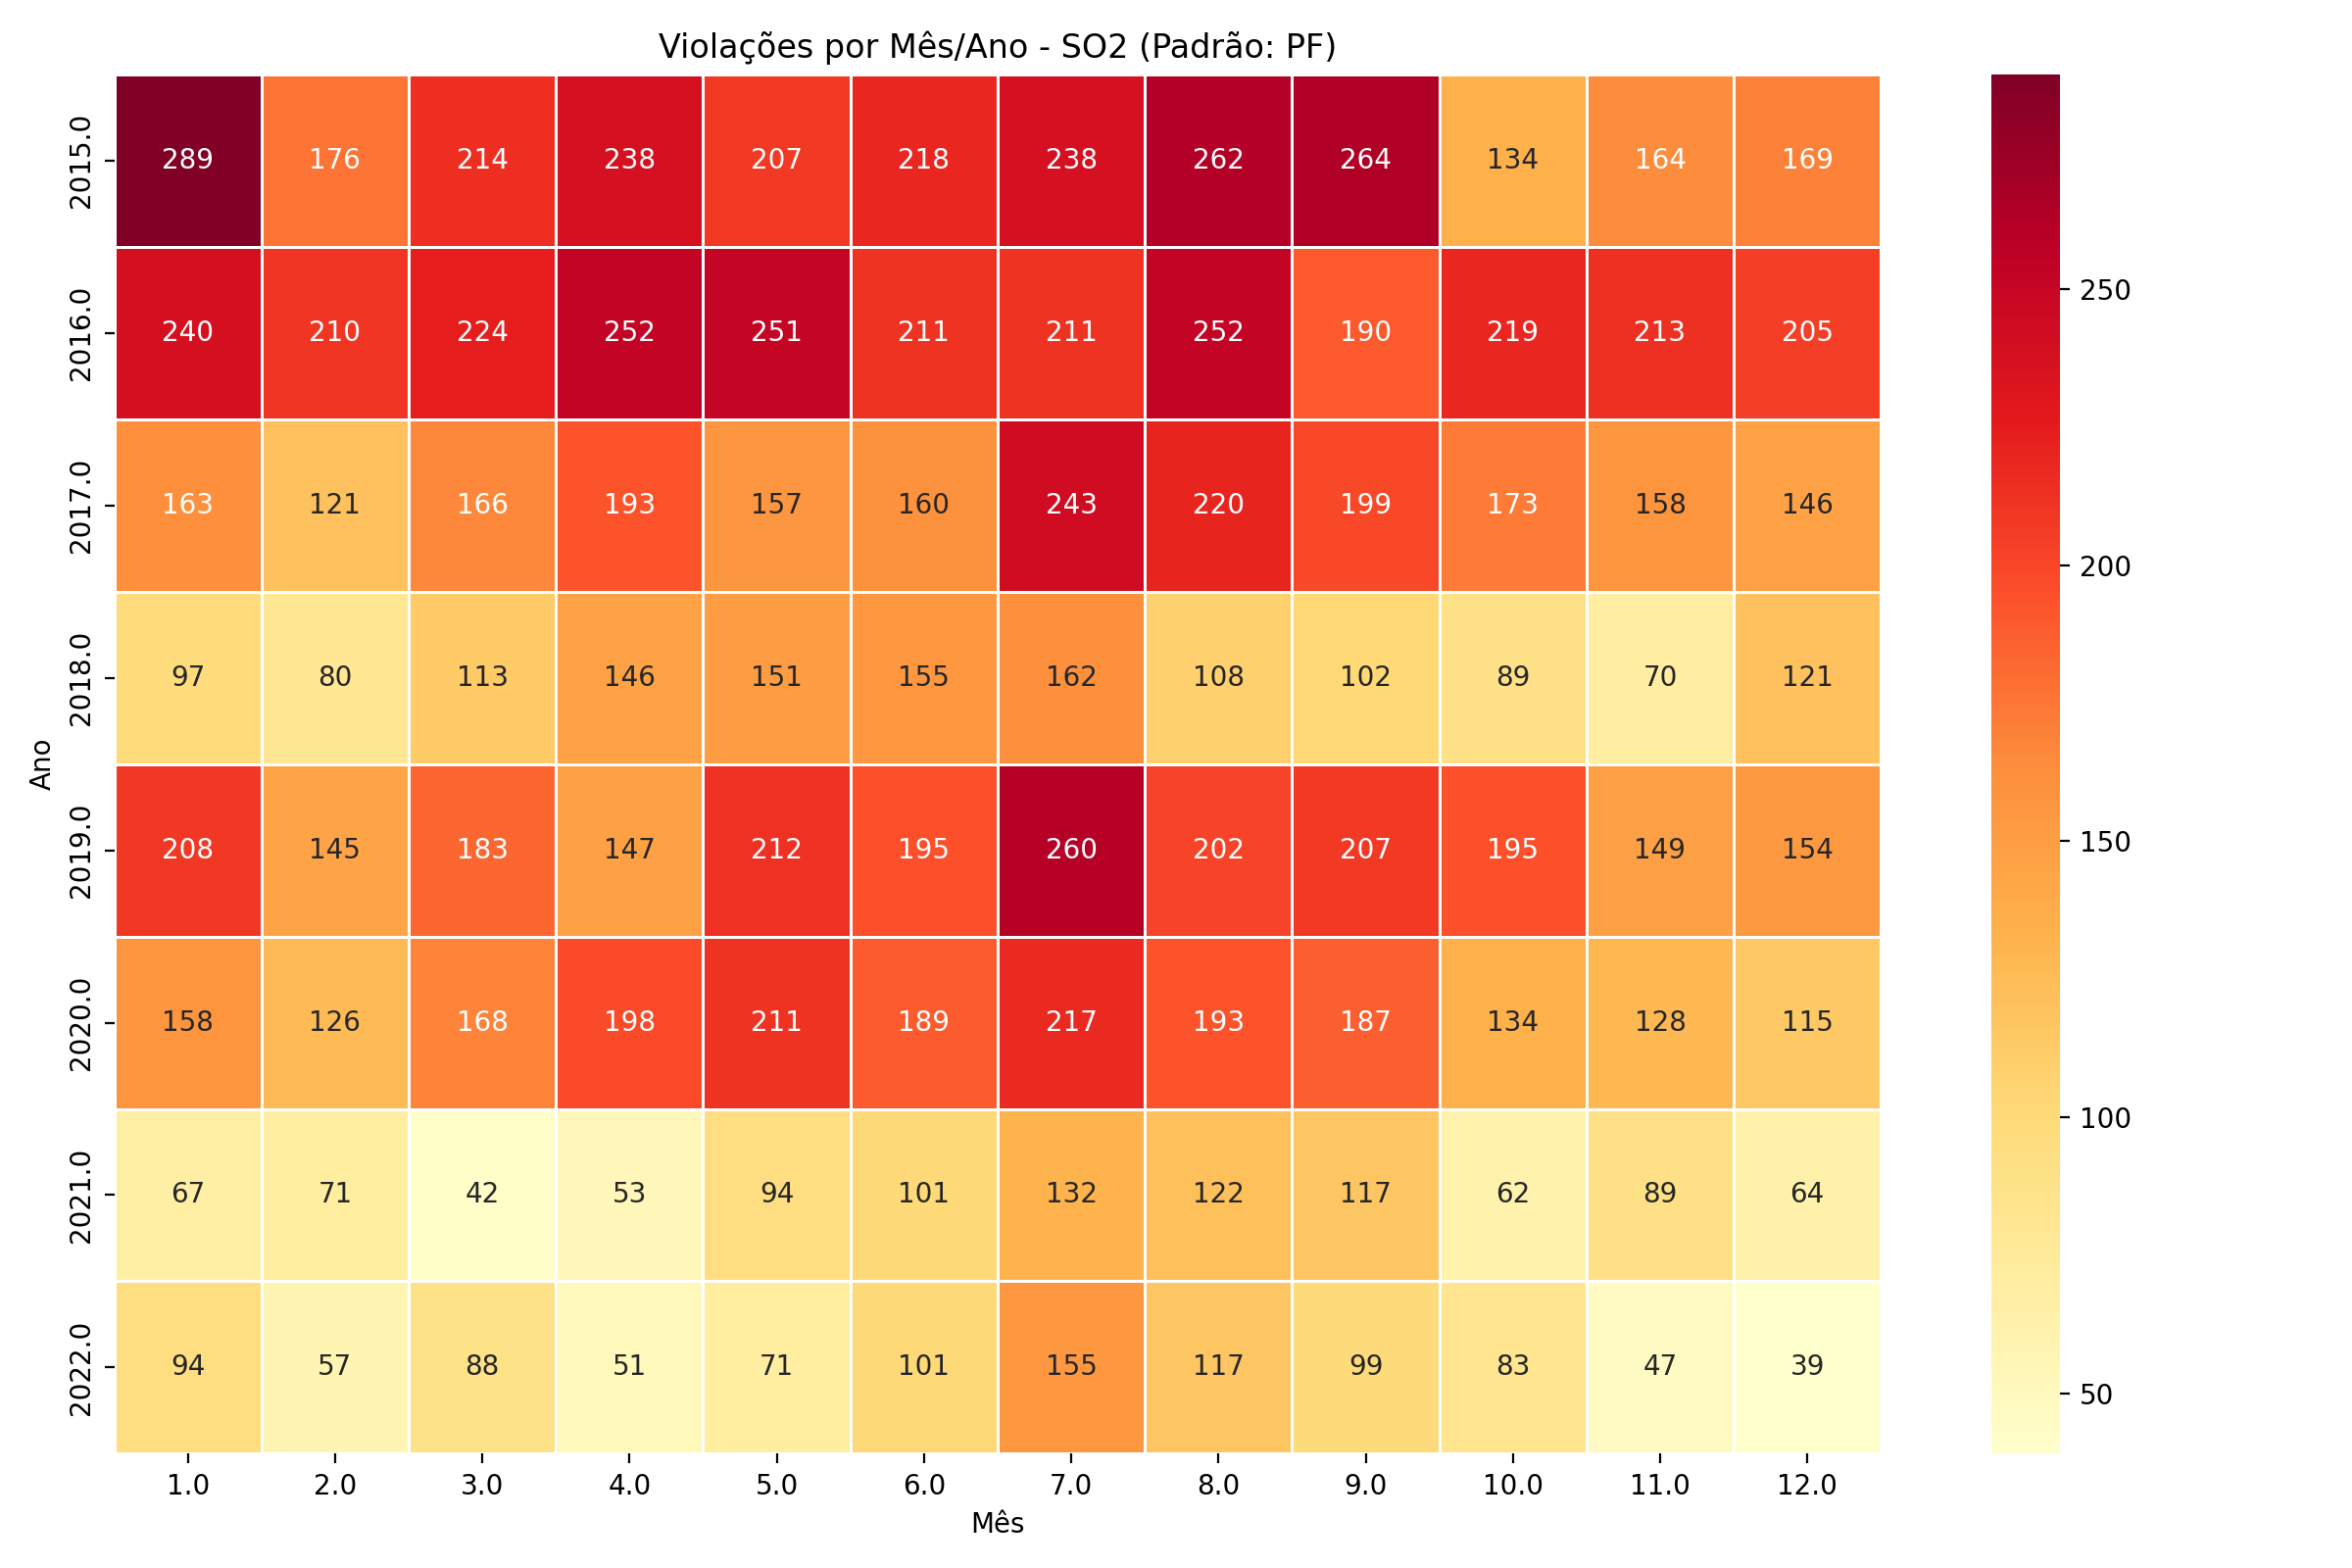 Violações por Mês/Ano - SO2 (Padrão: PF)
2015.0 289 176 214 238 207 218 238 262 264 134 164 169
2016.0 240 210 224 252 251 211 211 252 190 219 213 205
2017.0 163 121 166 193 157 160 243 220 199 173 158 146
2018.0 97 80 113 146 151 155 162 108 102 89 70 121
2019.0 208 145 183 147 212 195 260 202 207 195 149 154
2020.0 158 126 168 198 211 189 217 193 187 134 128 115
2021.0 67 71 42 53 94 101 132 122 117 62 89 64
2022.0 94 57 88 51 71 101 155 117 99 83 47 39
1.0 2.0 3.0 4.0 5.0 6.0 7.0 8.0 9.0 10.0 11.0 12.0
Mês
Ano
250
200
150
100
50